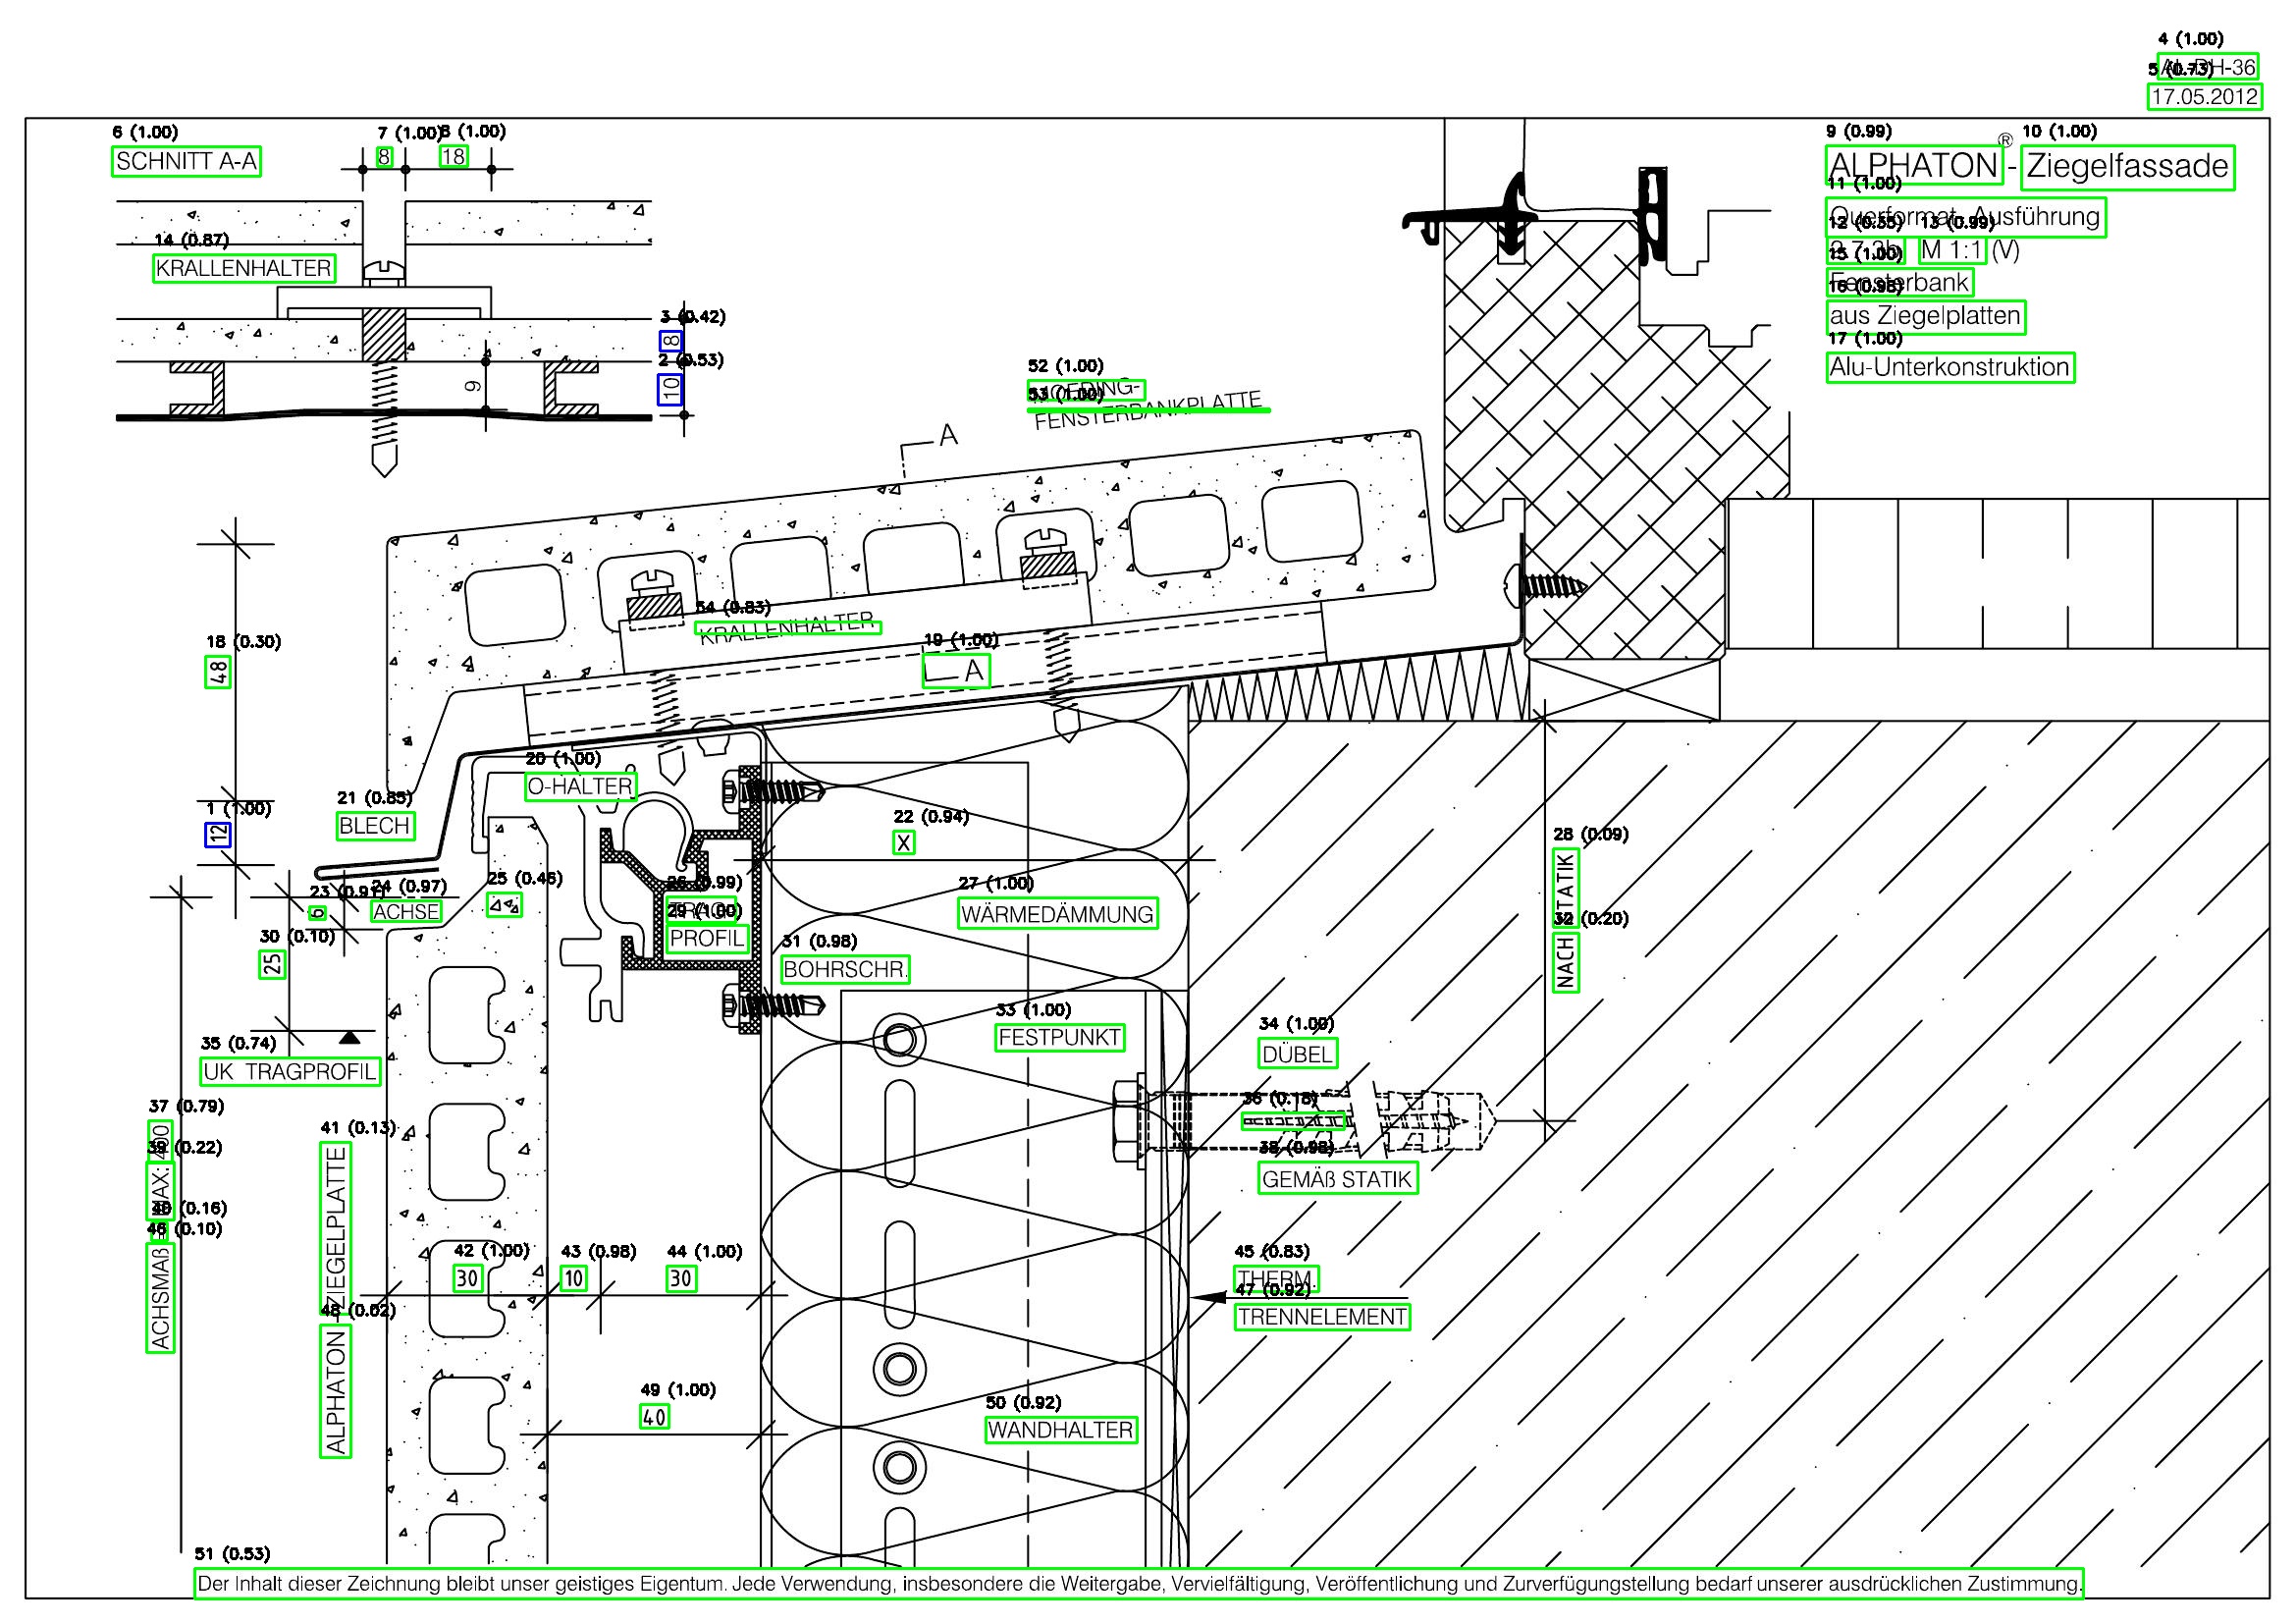 4 (1.00)
AL-DH-36
5 (0.73)
17.05.2012
6 (1.00)
SCHNITT A-A
7 (1.00)
8 (1.00)
8
18
9 (0.99)
10 (1.00)
ALPHATON® - Ziegelfassade
11 (1.00)
Querformat, Ausführung
12 (0.35)
13 (0.99)
M 1:1 (V)
15 (1.00)
Fensterbank
16 (0.98)
aus Ziegelplatten
17 (1.00)
Alu-Unterkonstruktion
14 (0.87)
KRALLENHALTER
3 (0.42)
8
2 (0.53)
10
9
52 (1.00)
MOEDING-
53 (1.00)
FENSTERBANKPLATTE
A
54 (0.83)
KRALLENHALTER
19 (1.00)
A
18 (0.30)
48
20 (1.00)
O-HALTER
1 (1.00)
12
21 (0.85)
BLECH
22 (0.94)
X
23 (0.91)
6
24 (0.97)
ACHSE
25 (0.46)
26 (0.99)
TRAG-
29 (1.00)
PROFIL
27 (1.00)
WÄRMEDÄMMUNG
28 (0.09)
32 (0.20)
NACH STATIK
30 (0.10)
25
31 (0.98)
BOHRSCHR.
33 (1.00)
FESTPUNKT
34 (1.00)
DÜBEL
35 (0.74)
UK TRAGPROFIL
36 (0.18)
38 (0.98)
GEMÄß STATIK
37 (0.79)
39 (0.22)
40 (0.16)
46 (0.10)
ACHSMAß MAX: 400
41 (0.13)
48 (0.02)
ALPHATON -ZIEGELPLATTE
42 (1.00)
30
43 (0.98)
10
44 (1.00)
30
45 (0.83)
THERM.
47 (0.92)
TRENNELEMENT
49 (1.00)
40
50 (0.92)
WANDHALTER
51 (0.53)
Der Inhalt dieser Zeichnung bleibt unser geistiges Eigentum. Jede Verwendung, insbesondere die Weitergabe, Vervielfältigung, Veröffentlichung und Zurverfügungstellung bedarf unserer ausdrücklichen Zustimmung.